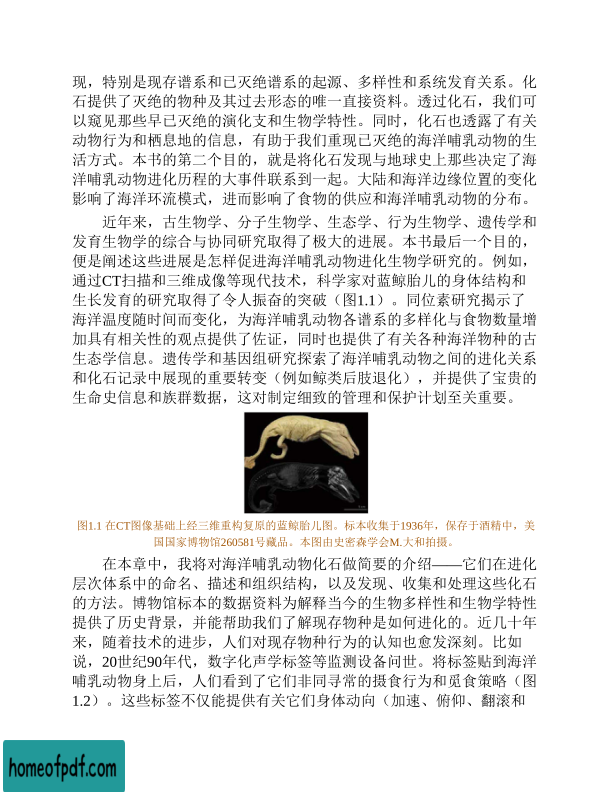 现，特别是现存谱系和已灭绝谱系的起源、多样性和系统发育关系。化
石提供了灭绝的物种及其过去形态的唯一直接资料。透过化石，我们可
以窥见那些早已灭绝的演化支和生物学特性。同时，化石也透露了有关
动物行为和栖息地的信息，有助于我们重现已灭绝的海洋哺乳动物的生
活方式。本书的第二个目的，就是将化石发现与地球史上那些决定了海
洋哺乳动物进化历程的大事件联系到一起。大陆和海洋边缘位置的变化
影响了海洋环流模式，进而影响了食物的供应和海洋哺乳动物的分布。
近年来，古生物学、分子生物学、生态学、行为生物学、遗传学和
发育生物学的综合与协同研究取得了极大的进展。本书最后一个目的，
便是阐述这些进展是怎样促进海洋哺乳动物进化生物学研究的。例如，
通过CT扫描和三维成像等现代技术，科学家对蓝鲸胎儿的身体结构和
生长发育的研究取得了令人振奋的突破（图1.1）。同位素研究揭示了
海洋温度随时间而变化，为海洋哺乳动物各谱系的多样化与食物数量增
加具有相关性的观点提供了佐证，同时也提供了有关各种海洋物种的古
生态学信息。遗传学和基因组研究探索了海洋哺乳动物之间的进化关系
和化石记录中展现的重要转变（例如鲸类后肢退化），并提供了宝贵的
生命史信息和族群数据，这对制定细致的管理和保护计划至关重要。
图1.1 在CT图像基础上经三维重构复原的蓝鲸胎儿图。标本收集于1936年，保存于酒精中，美
国国家博物馆260581号藏品。本图由史密森学会M.大和拍摄。
在本章中，我将对海洋哺乳动物化石做简要的介绍——它们在进化
层次体系中的命名、描述和组织结构，以及发现、收集和处理这些化石
的方法。博物馆标本的数据资料为解释当今的生物多样性和生物学特性
提供了历史背景，并能帮助我们了解现存物种是如何进化的。近几十年
来，随着技术的进步，人们对现存物种行为的认知也愈发深刻。比如
说，20世纪90年代，数字化声学标签等监测设备问世。将标签贴到海洋
哺乳动物身上后，人们看到了它们非同寻常的摄食行为和觅食策略（图
1.2）。这些标签不仅能提供有关它们身体动向（加速、俯仰、翻滚和
homeofpdf.com